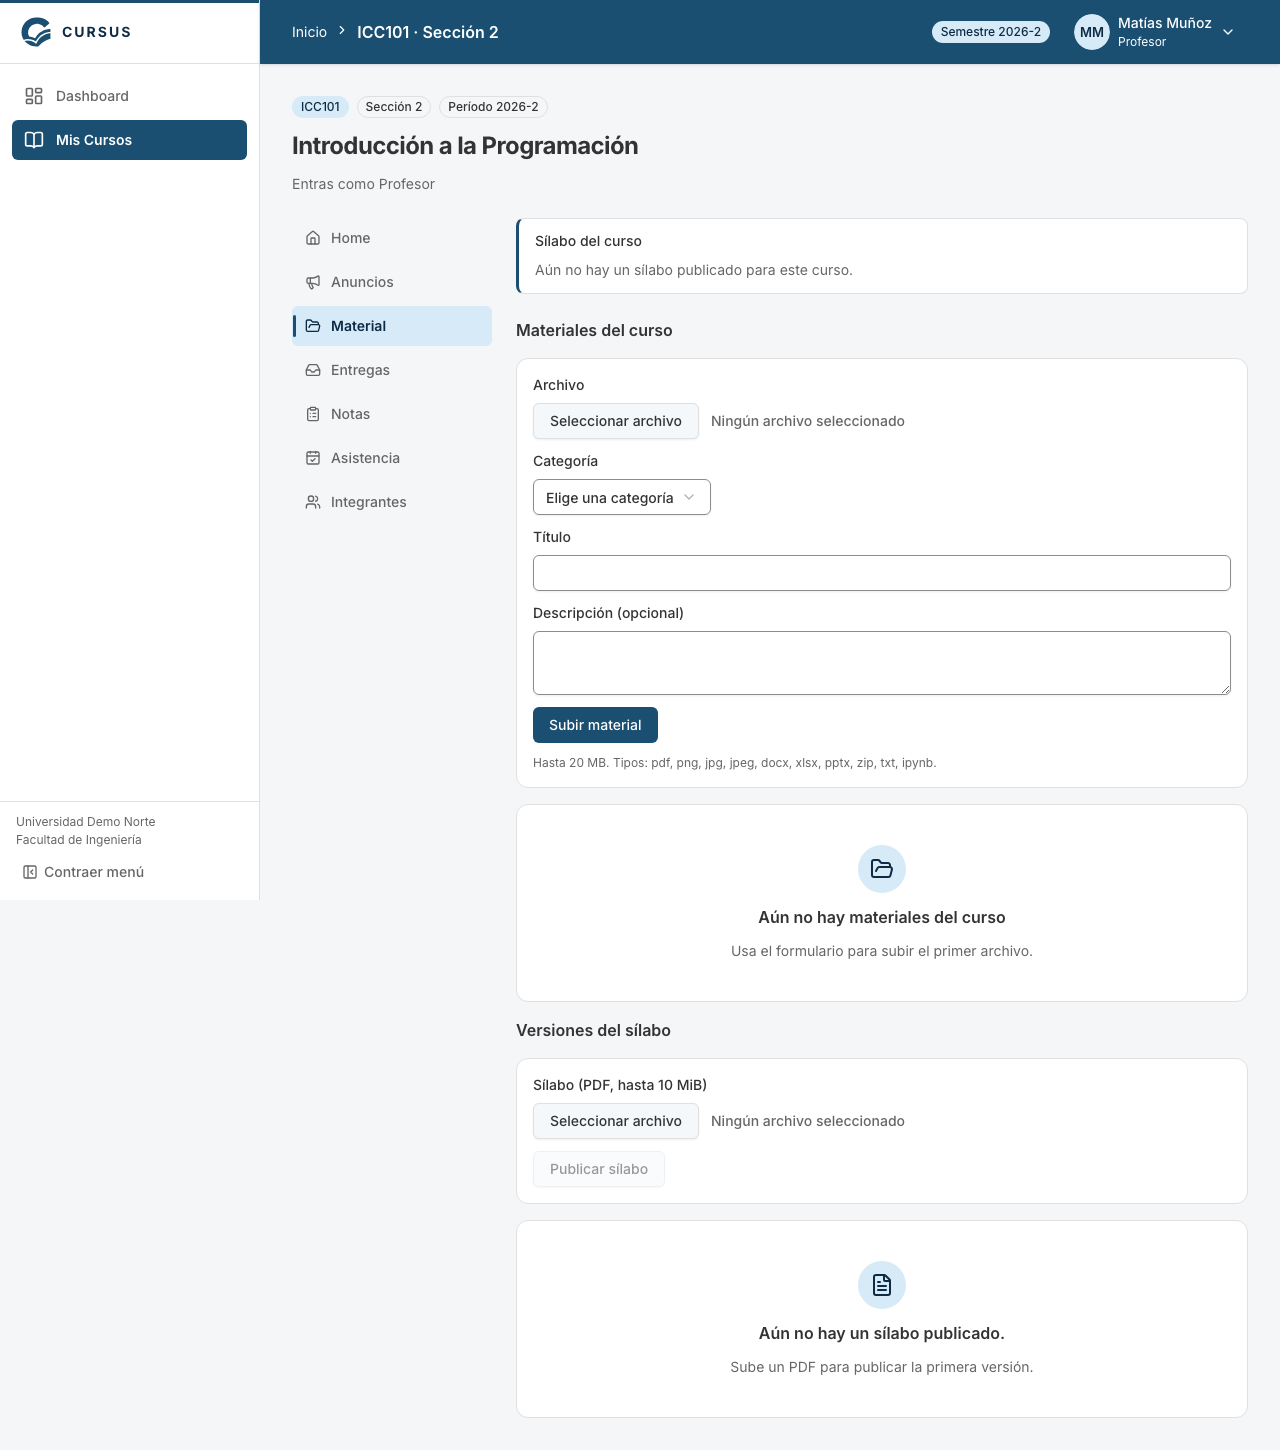 CURSUS
Inicio
ICC101 · Sección 2
Semestre 2026-2
MM
Matías Muñoz
Profesor
Dashboard
Mis Cursos
ICC101
Sección 2
Período 2026-2
Introducción a la Programación
Entras como Profesor
Home
Anuncios
Material
Entregas
Notas
Asistencia
Integrantes
Sílabo del curso
Aún no hay un sílabo publicado para este curso.
Materiales del curso
Archivo
Seleccionar archivo
Ningún archivo seleccionado
Categoría
Elige una categoría
Título
Descripción (opcional)
Subir material
Hasta 20 MB. Tipos: pdf, png, jpg, jpeg, docx, xlsx, pptx, zip, txt, ipynb.
Aún no hay materiales del curso
Usa el formulario para subir el primer archivo.
Versiones del sílabo
Sílabo (PDF, hasta 10 MiB)
Seleccionar archivo
Ningún archivo seleccionado
Publicar sílabo
Aún no hay un sílabo publicado.
Sube un PDF para publicar la primera versión.
Universidad Demo Norte
Facultad de Ingeniería
Contraer menú